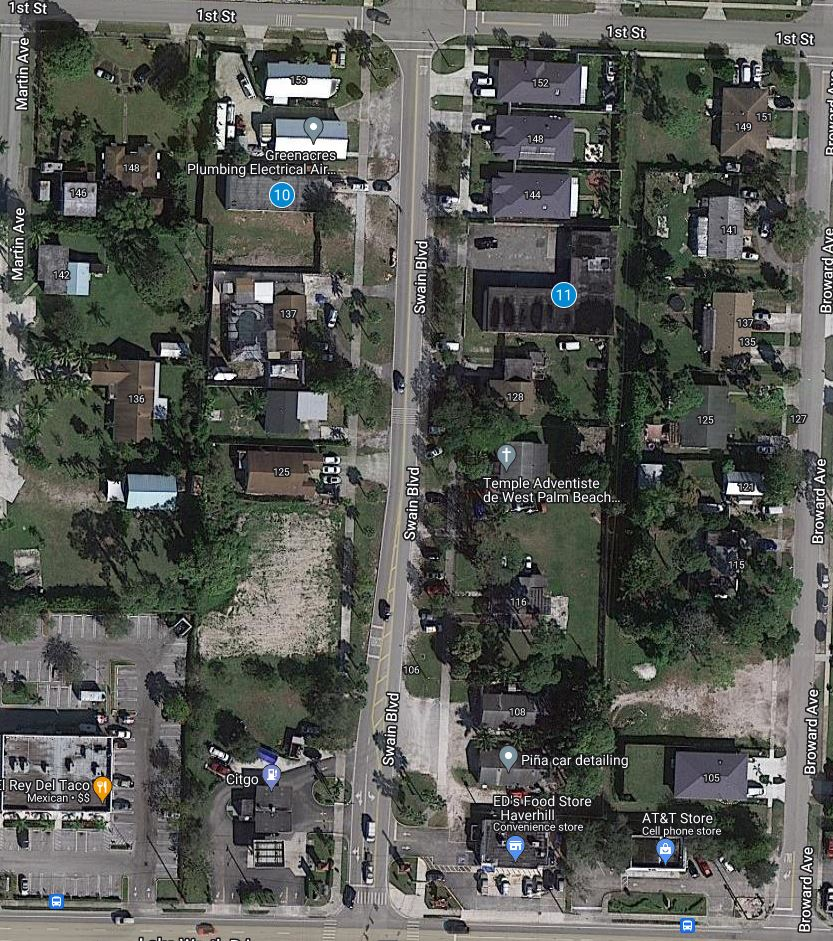 1st St
1st St
1st St
1st St
Martin Ave
153
152
149
151
Greenacres
Plumbing Electrical Air...
148
148
146
10
144
Martin Ave
Swain Blvd
141
Broward Ave
142
11
137
137
135
136
128
125
127
125
Temple Adventiste
de West Palm Beach...
121
Swain Blvd
Broward Ave
115
116
106
108
Swain Blvd
Broward Ave
Piña car detailing
Citgo
105
El Rey Del Taco
Mexican • $$
ED's Food Store
- Haverhill
Convenience store
AT&T Store
Cell phone store
Broward Ave